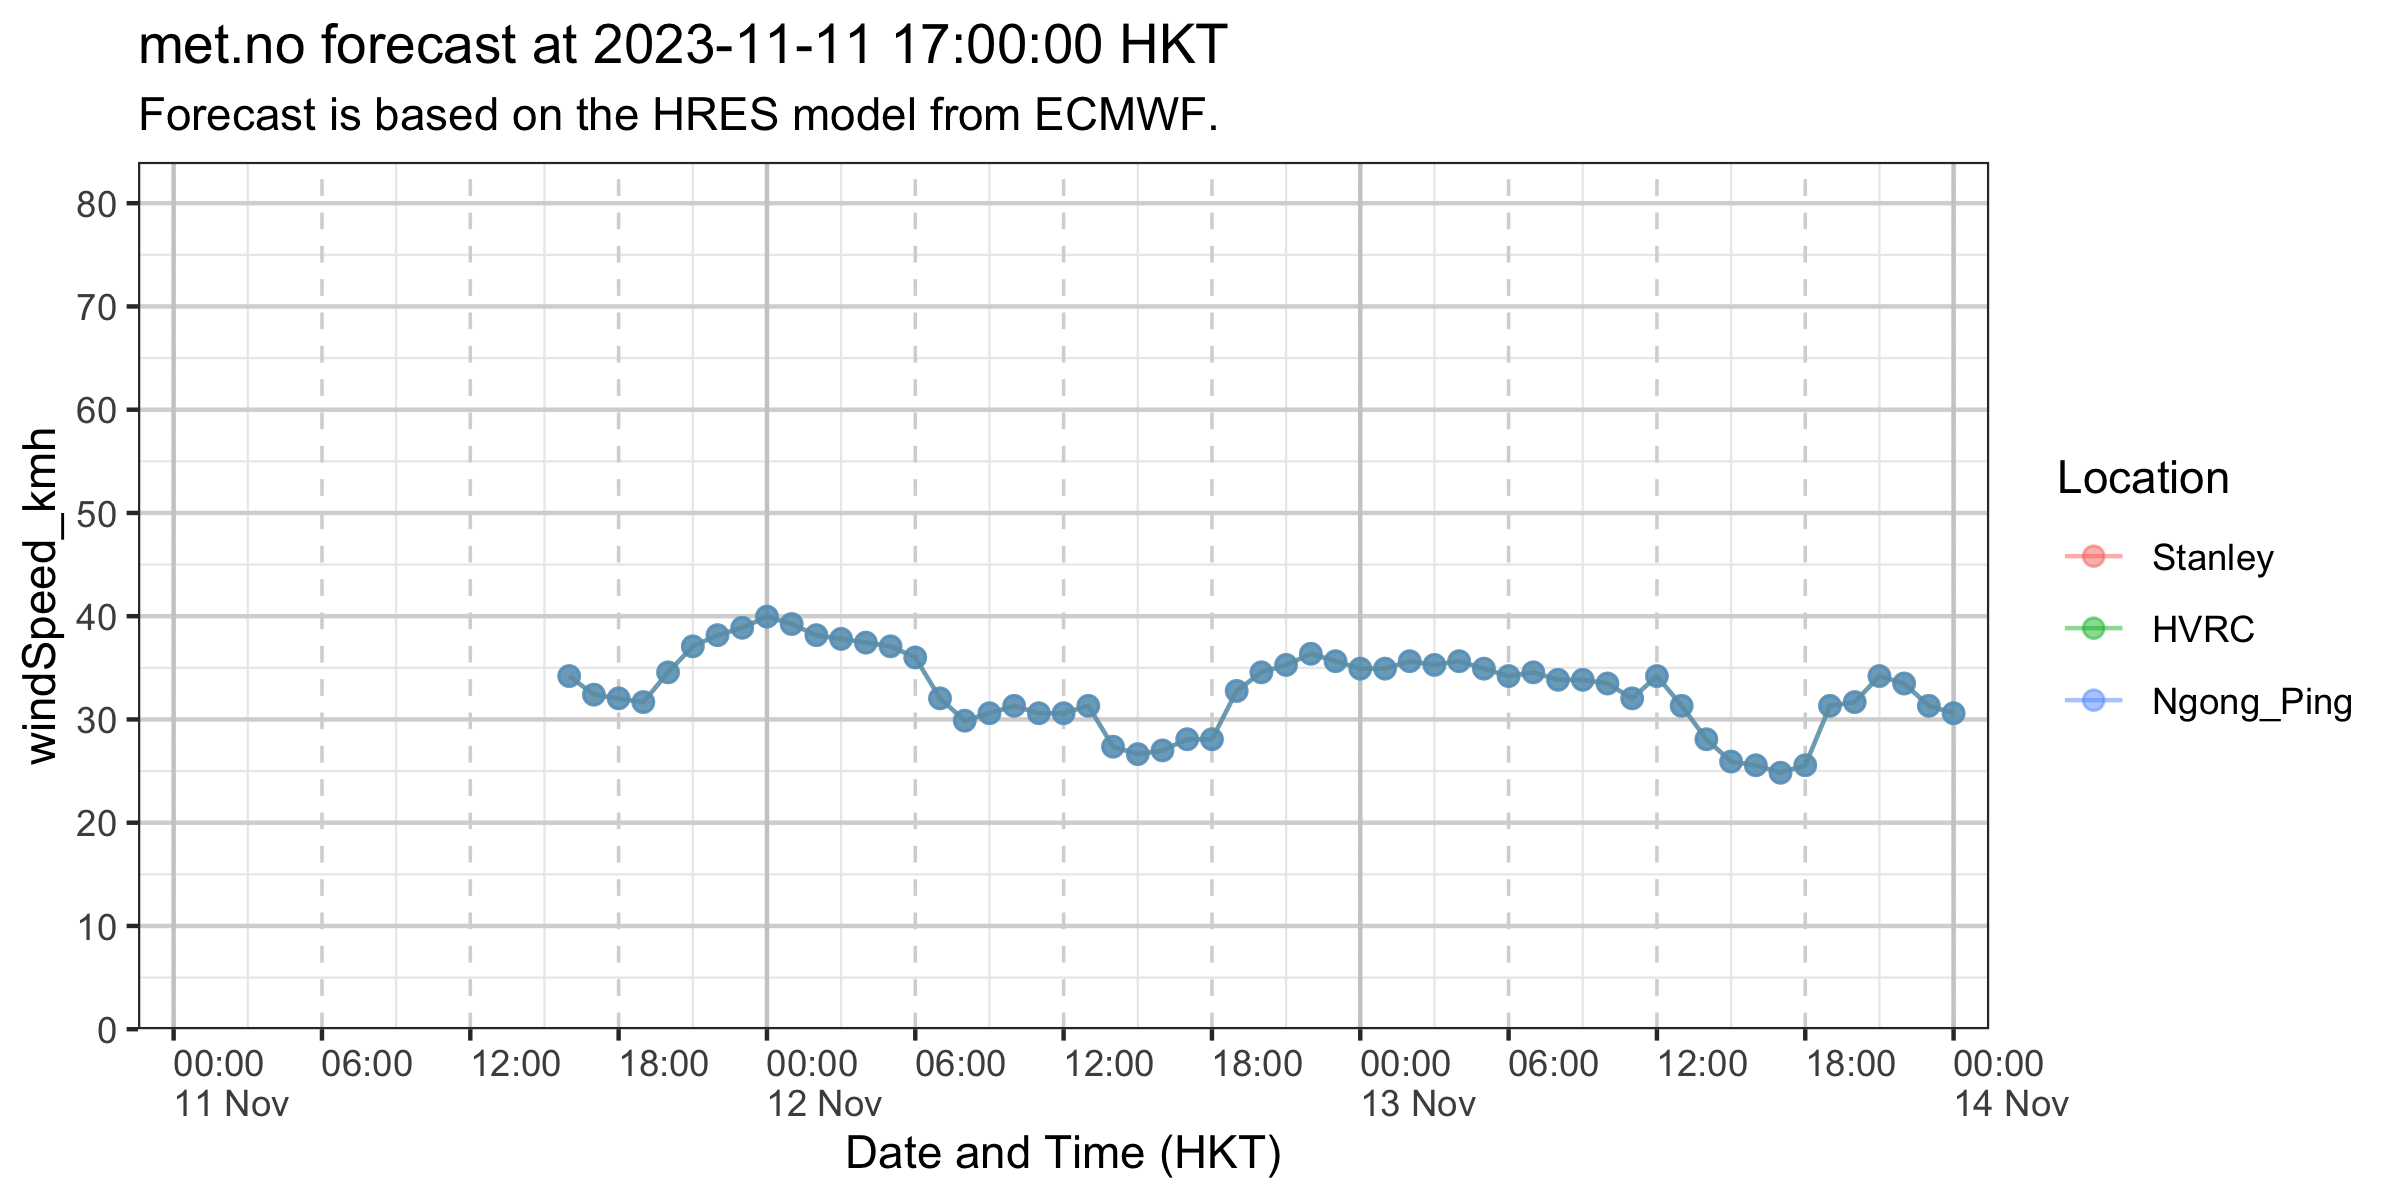 met.no forecast at 2023-11-11 17:00:00 HKT
Forecast is based on the HRES model from ECMWF.
windSpeed_kmh
80
70
60
50
40
30
20
10
0
00:00 06:00 12:00 18:00 00:00 06:00 12:00 18:00 00:00 06:00 12:00 18:00 00:00
11 Nov 12 Nov 13 Nov 14 Nov
Date and Time (HKT)
Location
Stanley
HVRC
Ngong_Ping